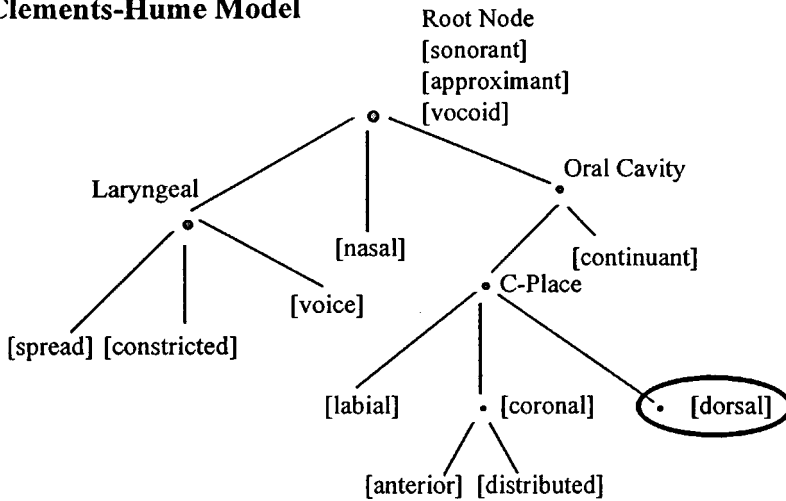 Clements-Hume Model
Root Node
[sonorant]
[approximant]
[vocoid]
Oral Cavity
Laryngeal
[nasal]
[continuant]
C-Place
[voice]
[spread] [constricted]
[labial]
[coronal]
[dorsal]
[anterior] [distributed]